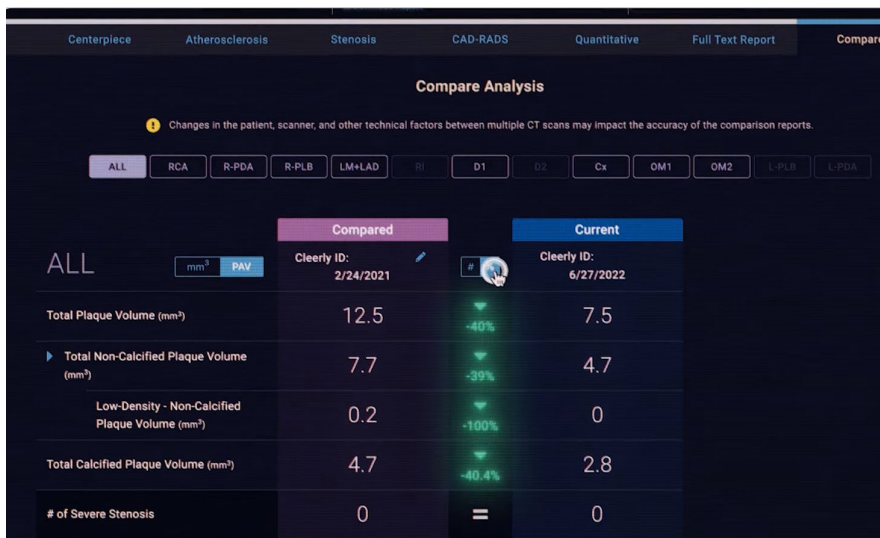 Centerpiece Atherosclerosis Stenosis CAD-RADS Quantitative Full Text Report Compare
Compare Analysis
Changes in the patient, scanner, and other technical factors between multiple CT scans may impact the accuracy of the comparison reports.
ALL RCA R-PDA R-PLB LM+LAD RI D1 D2 Cx OM1 OM2 L-PLB L-PDA
Compared Current
ALL mm³ PAV Cleerly ID: # Cleerly ID:
2/24/2021 6/27/2022
Total Plaque Volume (mm³) 12.5 -40% 7.5
Total Non-Calcified Plaque Volume
(mm³) 7.7 -39% 4.7
Low-Density - Non-Calcified
Plaque Volume (mm³) 0.2 -100% 0
Total Calcified Plaque Volume (mm³) 4.7 -40.4% 2.8
# of Severe Stenosis 0 = 0